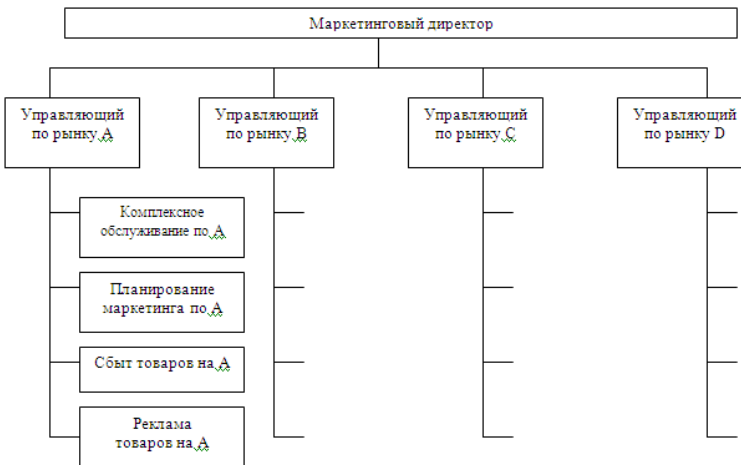 Маркетинговый директор
Управляющий
по рынку А
Управляющий
по рынку В
Управляющий
по рынку С
Управляющий
по рынку D
Комплексное
обслуживание по А
Планирование
маркетинга по А
Сбыт товаров на А
Реклама
товаров на А